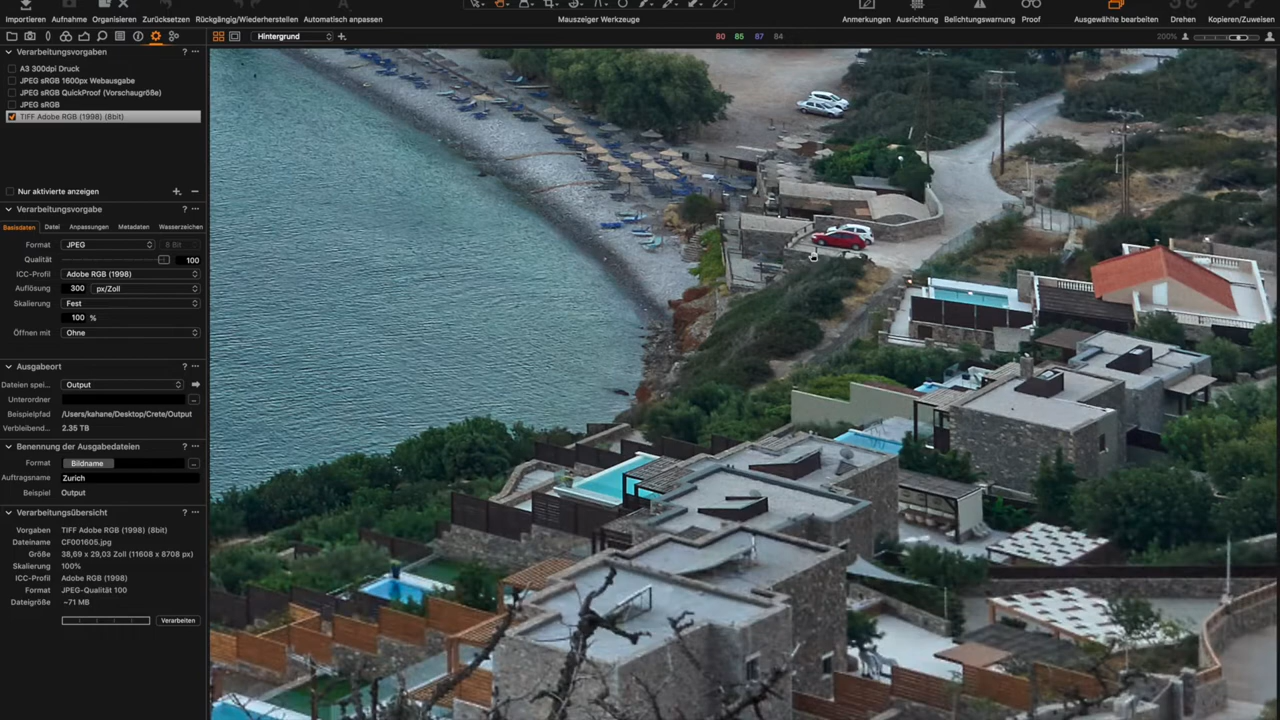 Importieren Aufnahme Organisieren Zurücksetzen Rückgängig/Wiederherstellen Automatisch anpassen Mauszeiger Werkzeuge Anmerkungen Ausrichtung Belichtungswarnung Proof Ausgewählte bearbeiten Drehen Kopieren/Zuweisen
Hintergrund 80 85 87 84 200%
Verarbeitungsvorgaben ? ...
A3 300dpi Druck
JPEG sRGB 1600px Webausgabe
JPEG sRGB QuickProof (Vorschaugröße)
JPEG sRGB
TIFF Adobe RGB (1998) (8bit)
Nur aktivierte anzeigen
Verarbeitungsvorgabe ? ...
Basisdaten Datei Anpassungen Metadaten Wasserzeichen
Format JPEG 8 Bit
Qualität 100
ICC-Profil Adobe RGB (1998)
Auflösung 300 px/Zoll
Skalierung Fest
100 %
Öffnen mit Ohne
Ausgabeort ? ...
Dateien spei... Output
Unterordner ...
Beispielpfad /Users/kahane/Desktop/Crete/Output
Verbleibend... 2.35 TB
Benennung der Ausgabedateien ? ...
Format Bildname ...
Auftragsname Zurich
Beispiel Output
Verarbeitungsübersicht ? ...
Vorgaben TIFF Adobe RGB (1998) (8bit)
Dateiname CF001605.jpg
Größe 38,69 x 29,03 Zoll (11608 x 8708 px)
Skalierung 100%
ICC-Profil Adobe RGB (1998)
Format JPEG-Qualität 100
Dateigröße ~71 MB
Verarbeiten